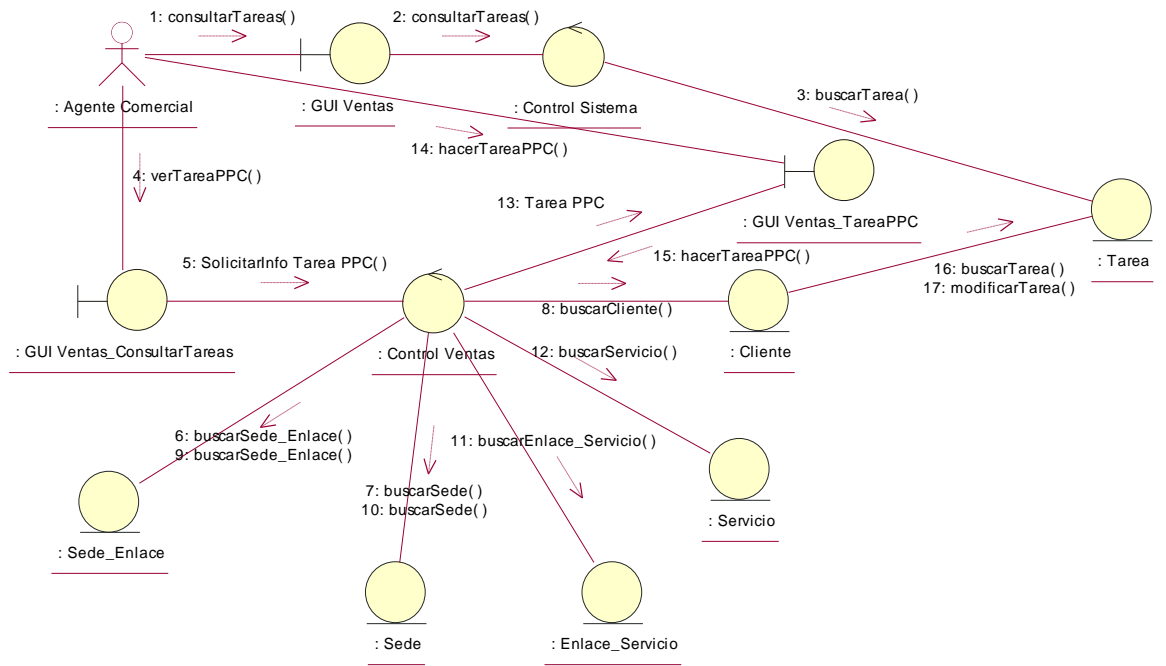 1: consultarTareas()
2: consultarTareas()
: Agente Comercial
: GUI Ventas
: Control Sistema
3: buscarTarea()
14: hacerTareaPPC()
4: verTareaPPC()
13: Tarea PPC
: GUI Ventas_TareaPPC
5: SolicitarInfo Tarea PPC()
15: hacerTareaPPC()
: Tarea
16: buscarTarea()
17: modificarTarea()
8: buscarCliente()
: GUI Ventas_ConsultarTareas
: Control Ventas
12: buscarServicio()
: Cliente
6: buscarSede_Enlace()
9: buscarSede_Enlace()
11: buscarEnlace_Servicio()
7: buscarSede()
10: buscarSede()
: Servicio
: Sede_Enlace
: Sede
: Enlace_Servicio